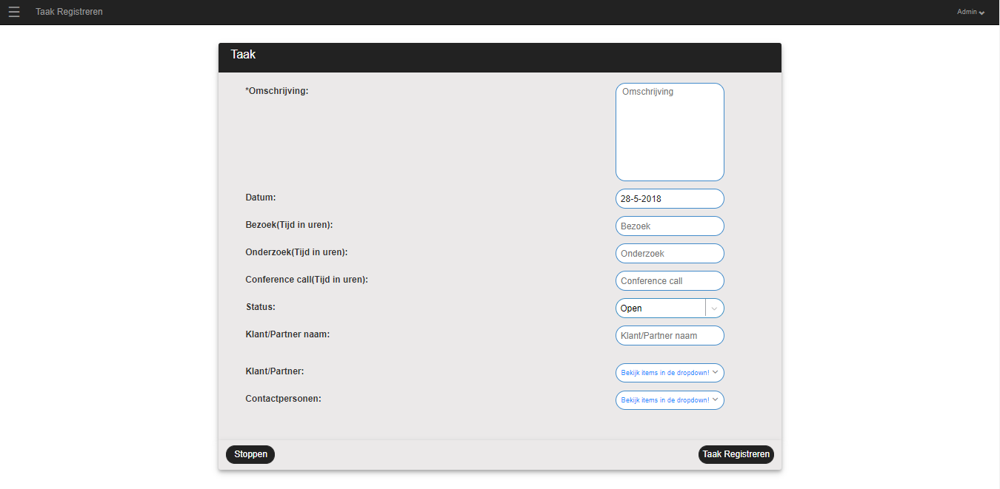 Taak Registreren
Admin
Taak
*Omschrijving:
Omschrijving
Datum:
28-5-2018
Bezoek(Tijd in uren):
Bezoek
Onderzoek(Tijd in uren):
Onderzoek
Conference call(Tijd in uren):
Conference call
Status:
Open
Klant/Partner naam:
Klant/Partner naam
Klant/Partner:
Bekijk items in de dropdown!
Contactpersonen:
Bekijk items in de dropdown!
Stoppen
Taak Registreren